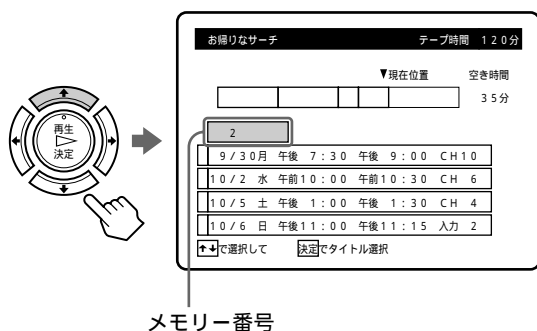 お帰りなサーチ テープ時間 120分
▼現在位置 空き時間
35分
再生
決定
2
9/30月 午後 7:30 午後 9:00 CH10
10/2 水 午前10:00 午前10:30 CH 6
10/5 土 午後 1:00 午後 1:30 CH 4
10/6 日 午後11:00 午後11:15 入力 2
↑↓で選択して 決定でタイトル選択
メモリー番号